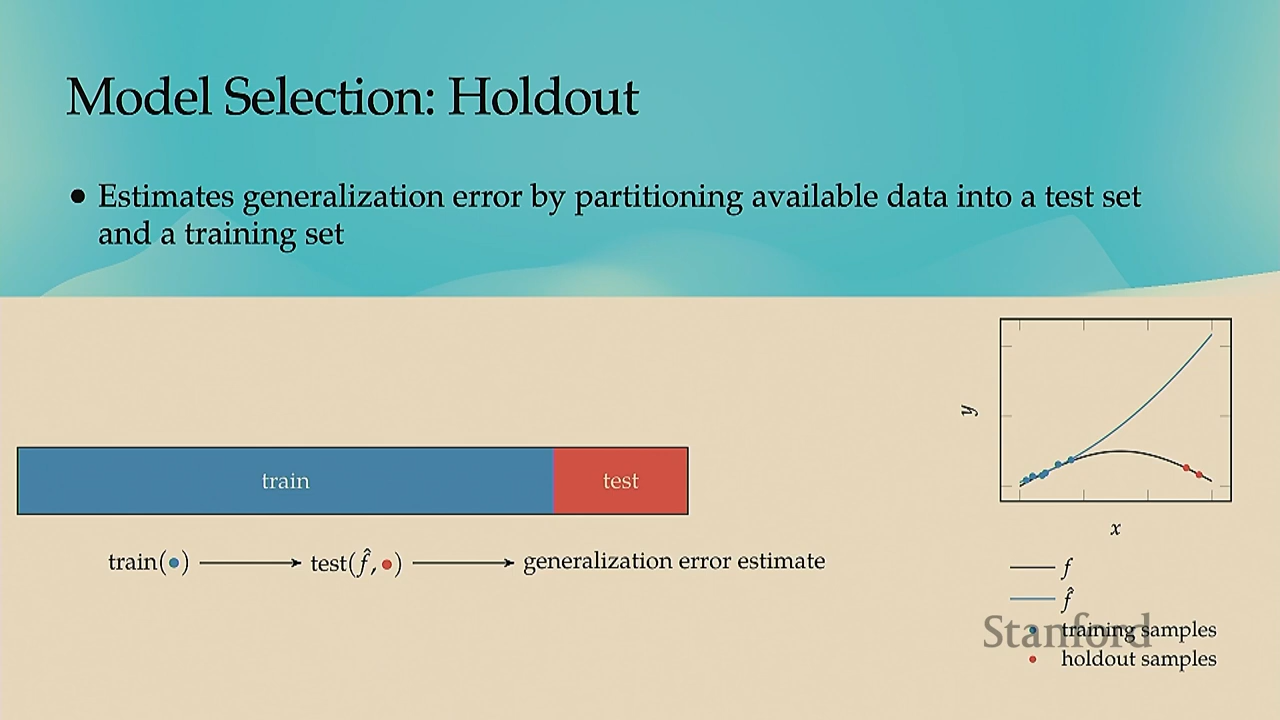 Model Selection: Holdout
• Estimates generalization error by partitioning available data into a test set
and a training set
train
test
train(•) → test(f̂, •) → generalization error estimate
y
x
f
f̂
Stanford
training samples
holdout samples